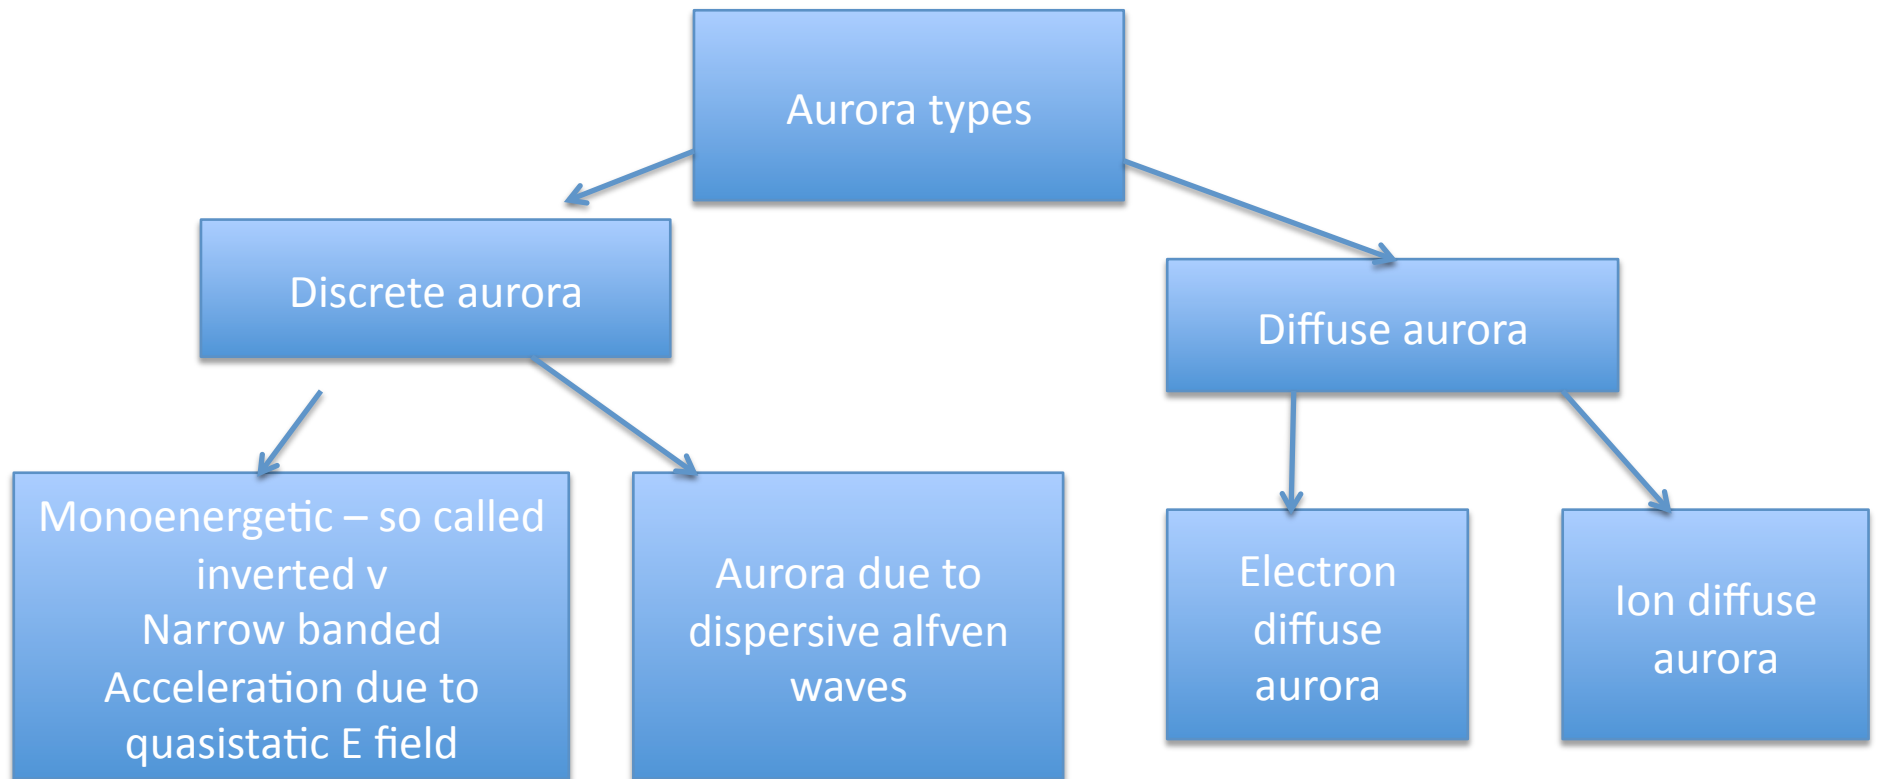 Aurora types
Discrete aurora
Diffuse aurora
Monoenergetic – so called
inverted v
Narrow banded
Acceleration due to
quasistatic E field
Aurora due to
dispersive alfven
waves
Electron
diffuse
aurora
Ion diffuse
aurora